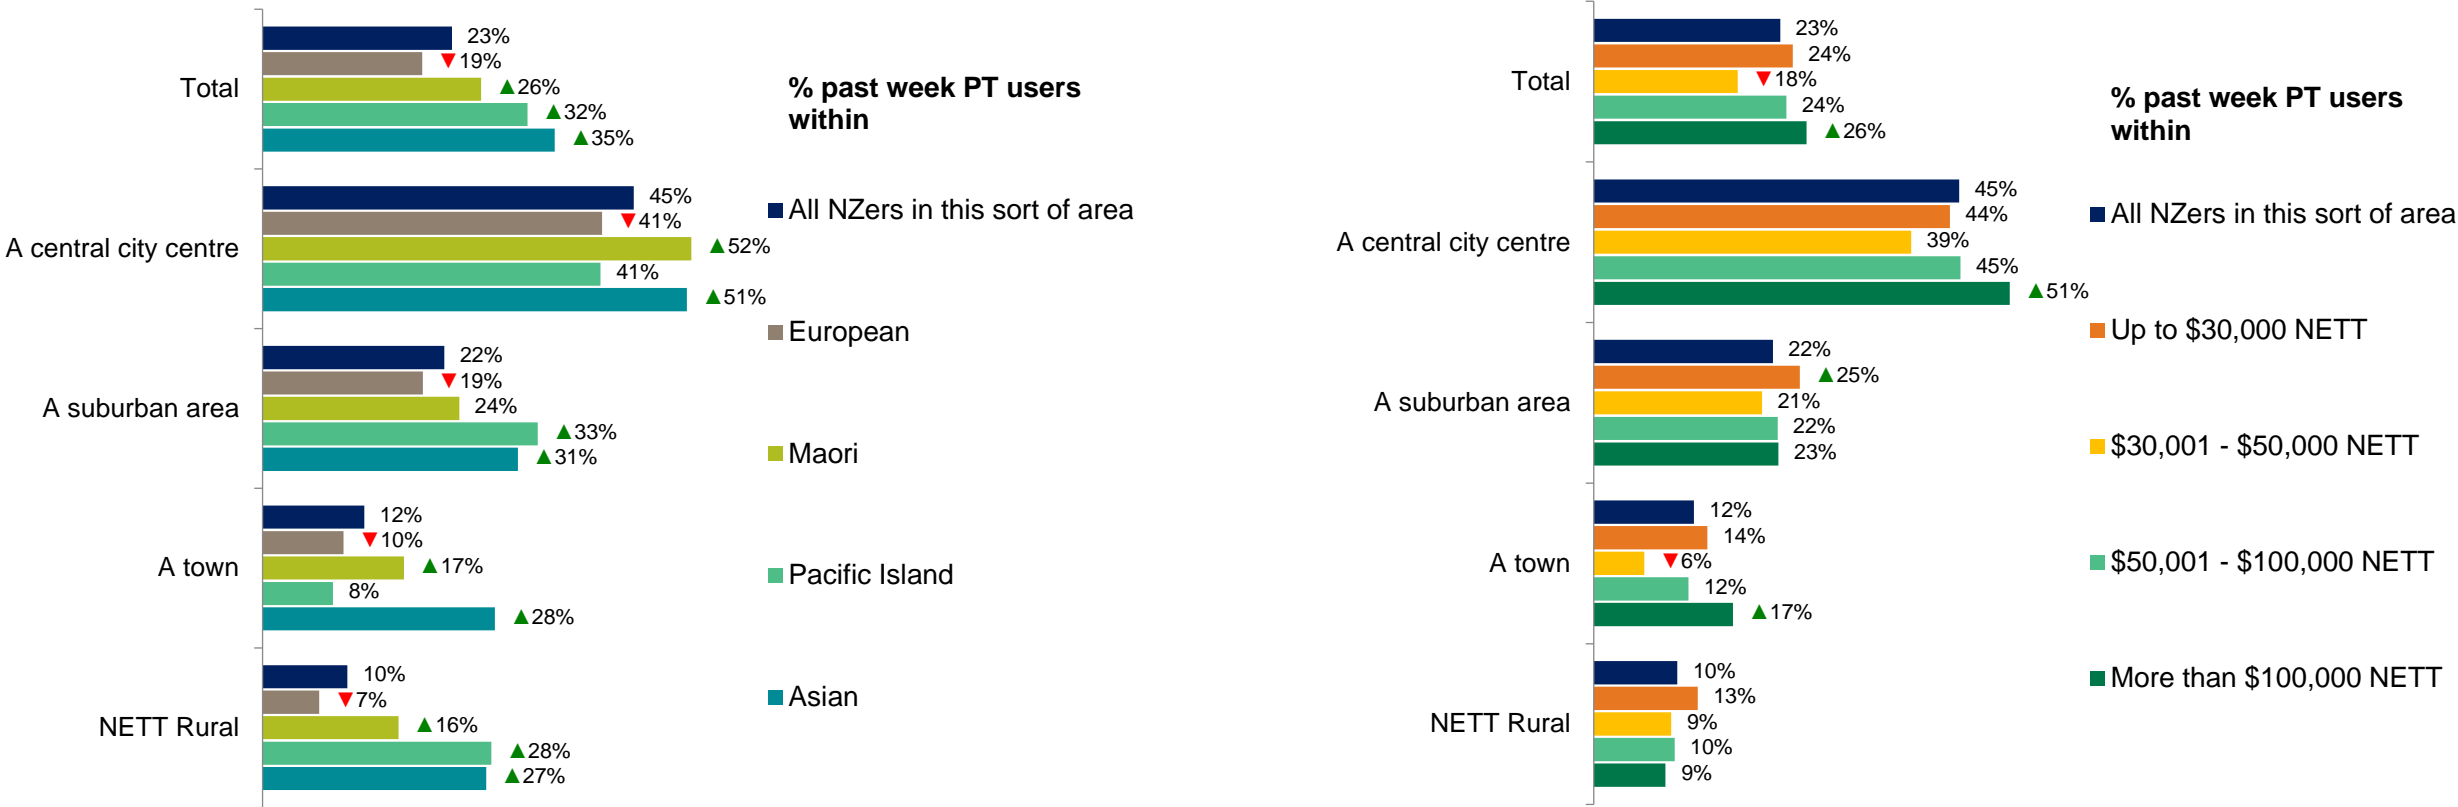 Total
23%
▼19%
▲26%
▲32%
▲35%
A central city centre
45%
▼41%
▲52%
41%
▲51%
A suburban area
22%
▼19%
24%
▲33%
▲31%
A town
12%
▼10%
▲17%
8%
▲28%
NETT Rural
10%
▼7%
▲16%
▲28%
▲27%
% past week PT users
within
All NZers in this sort of area
European
Maori
Pacific Island
Asian
Total
23%
24%
▼18%
24%
▲26%
A central city centre
45%
44%
39%
45%
▲51%
A suburban area
22%
▲25%
21%
22%
23%
A town
12%
14%
▼6%
12%
▲17%
NETT Rural
10%
13%
9%
10%
9%
% past week PT users
within
All NZers in this sort of area
Up to $30,000 NETT
$30,001 - $50,000 NETT
$50,001 - $100,000 NETT
More than $100,000 NETT